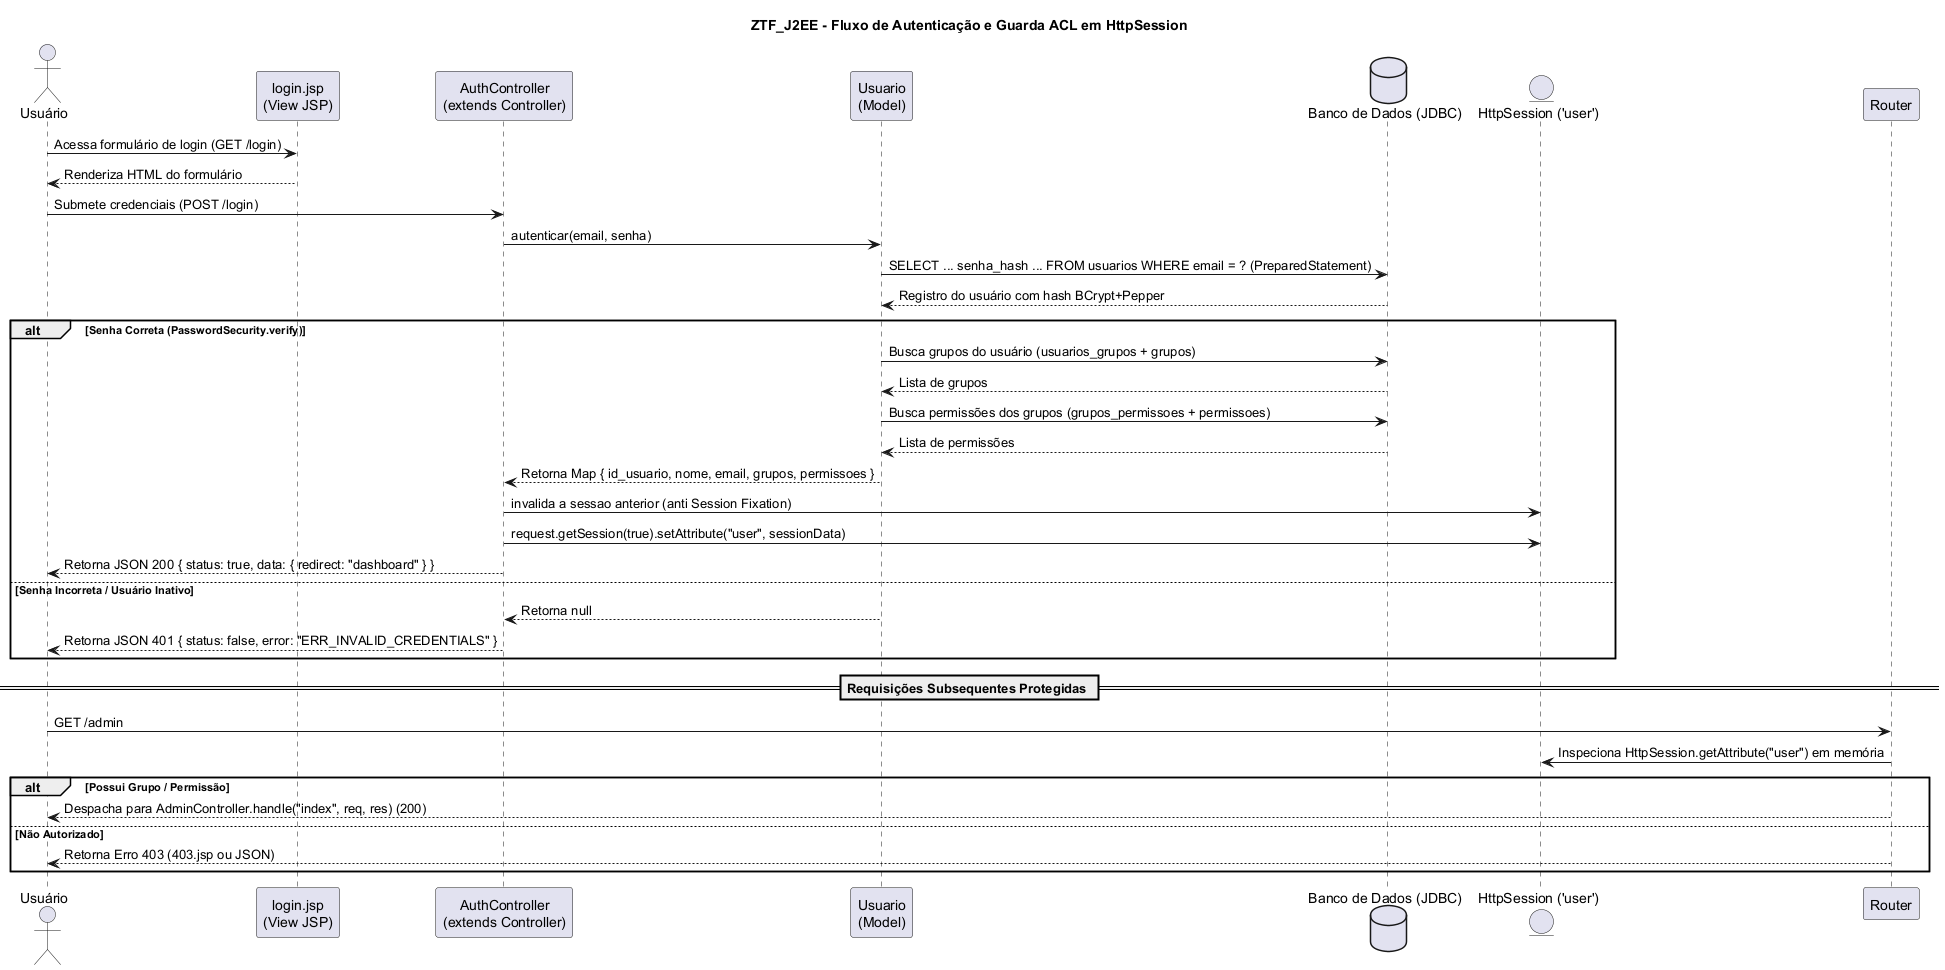 ZTF_J2EE - Fluxo de Autenticação e Guarda ACL em HttpSession
Usuário
login.jsp
(View JSP)
AuthController
(extends Controller)
Usuario
(Model)
Banco de Dados (JDBC)
HttpSession ('user')
Router
Acessa formulário de login (GET /login)
Renderiza HTML do formulário
Submete credenciais (POST /login)
autenticar(email, senha)
SELECT ... senha_hash ... FROM usuarios WHERE email = ? (PreparedStatement)
Registro do usuário com hash BCrypt+Pepper
alt [Senha Correta (PasswordSecurity.verify)]
Busca grupos do usuário (usuarios_grupos + grupos)
Lista de grupos
Busca permissões dos grupos (grupos_permissoes + permissoes)
Lista de permissões
Retorna Map { id_usuario, nome, email, grupos, permissoes }
invalida a sessao anterior (anti Session Fixation)
request.getSession(true).setAttribute("user", sessionData)
Retorna JSON 200 { status: true, data: { redirect: "dashboard" } }
[Senha Incorreta / Usuário Inativo]
Retorna null
Retorna JSON 401 { status: false, error: "ERR_INVALID_CREDENTIALS" }
Requisições Subsequentes Protegidas
GET /admin
Inspeciona HttpSession.getAttribute("user") em memória
alt [Possui Grupo / Permissão]
Despacha para AdminController.handle("index", req, res) (200)
[Não Autorizado]
Retorna Erro 403 (403.jsp ou JSON)
Usuário
login.jsp
(View JSP)
AuthController
(extends Controller)
Usuario
(Model)
Banco de Dados (JDBC)
HttpSession ('user')
Router